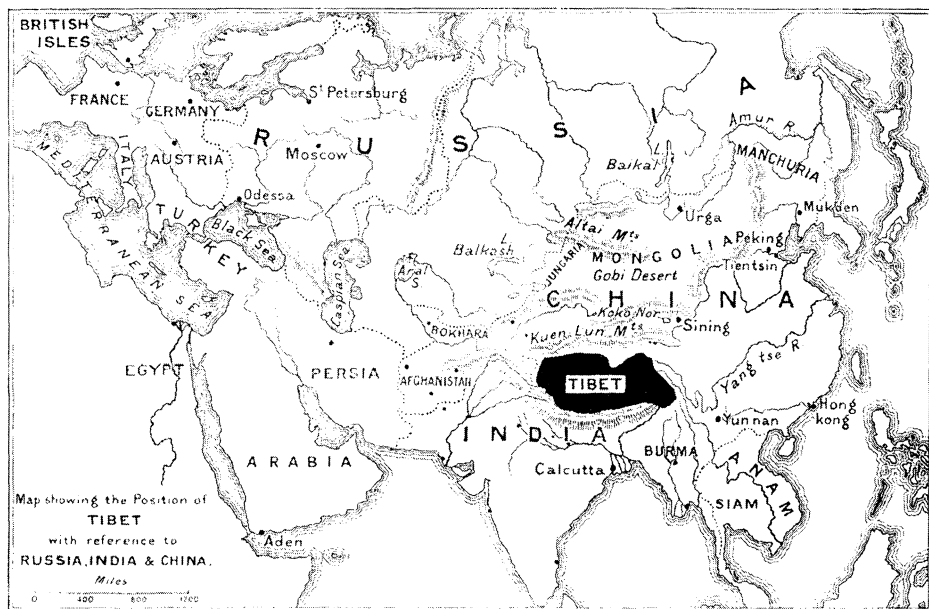 BRITISH
ISLES
FRANCE
GERMANY
St Petersburg
RUSSIA
Amur R.
ITALY
AUSTRIA
Moscow
L.
Baikal
MANCHURIA
MEDITERRANEAN SEA
Odessa
Urga
Mukden
TURKEY
Black Sea
Altai Mts
L.
Balkash
MONGOLIA
Peking
Caspian Sea
Aral
S.
JUNGARIA
Gobi Desert
Tientsin
CHINA
Koko Nor
BOKHARA
Kuen Lun Mts
Sining
EGYPT
PERSIA
AFGHANISTAN
TIBET
Yang tse R.
Yunnan
Hong
kong
INDIA
BURMA
ARABIA
Calcutta
ANAM
SIAM
Map showing the Position of
TIBET
with reference to
RUSSIA, INDIA & CHINA.
Aden
Miles
0 400 800 1200